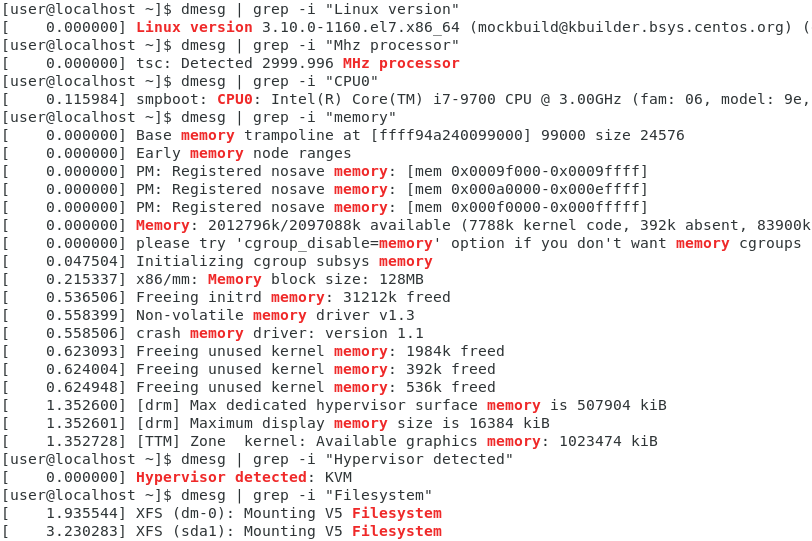 [user@localhost ~]$ dmesg | grep -i "Linux version"
[    0.000000] Linux version 3.10.0-1160.el7.x86_64 (mockbuild@kbuilder.bsys.centos.org) (
[user@localhost ~]$ dmesg | grep -i "Mhz processor"
[    0.000000] tsc: Detected 2999.996 MHz processor
[user@localhost ~]$ dmesg | grep -i "CPU0"
[    0.115984] smpboot: CPU0: Intel(R) Core(TM) i7-9700 CPU @ 3.00GHz (fam: 06, model: 9e,
[user@localhost ~]$ dmesg | grep -i "memory"
[    0.000000] Base memory trampoline at [ffff94a240099000] 99000 size 24576
[    0.000000] Early memory node ranges
[    0.000000] PM: Registered nosave memory: [mem 0x0009f000-0x0009ffff]
[    0.000000] PM: Registered nosave memory: [mem 0x000a0000-0x000effff]
[    0.000000] PM: Registered nosave memory: [mem 0x000f0000-0x000fffff]
[    0.000000] Memory: 2012796k/2097088k available (7788k kernel code, 392k absent, 83900k
[    0.000000] please try 'cgroup_disable=memory' option if you don't want memory cgroups
[    0.047504] Initializing cgroup subsys memory
[    0.215337] x86/mm: Memory block size: 128MB
[    0.536506] Freeing initrd memory: 31212k freed
[    0.558399] Non-volatile memory driver v1.3
[    0.558506] crash memory driver: version 1.1
[    0.623093] Freeing unused kernel memory: 1984k freed
[    0.624004] Freeing unused kernel memory: 392k freed
[    0.624948] Freeing unused kernel memory: 536k freed
[    1.352600] [drm] Max dedicated hypervisor surface memory is 507904 kiB
[    1.352601] [drm] Maximum display memory size is 16384 kiB
[    1.352728] [TTM] Zone  kernel: Available graphics memory: 1023474 kiB
[user@localhost ~]$ dmesg | grep -i "Hypervisor detected"
[    0.000000] Hypervisor detected: KVM
[user@localhost ~]$ dmesg | grep -i "Filesystem"
[    1.935544] XFS (dm-0): Mounting V5 Filesystem
[    3.230283] XFS (sda1): Mounting V5 Filesystem